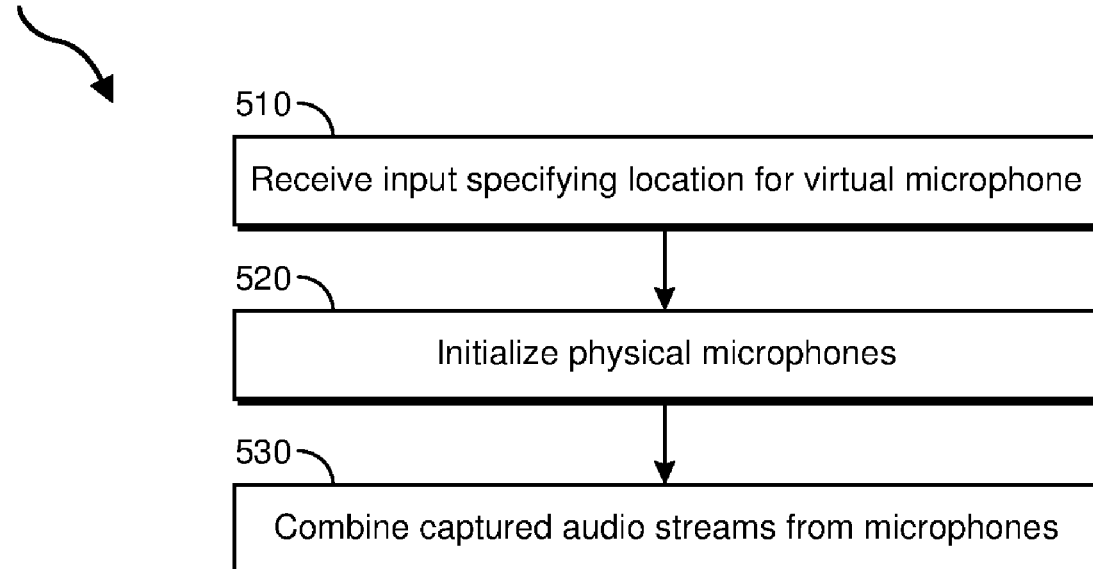 510
Receive input specifying location for virtual microphone
520
Initialize physical microphones
530
Combine captured audio streams from microphones